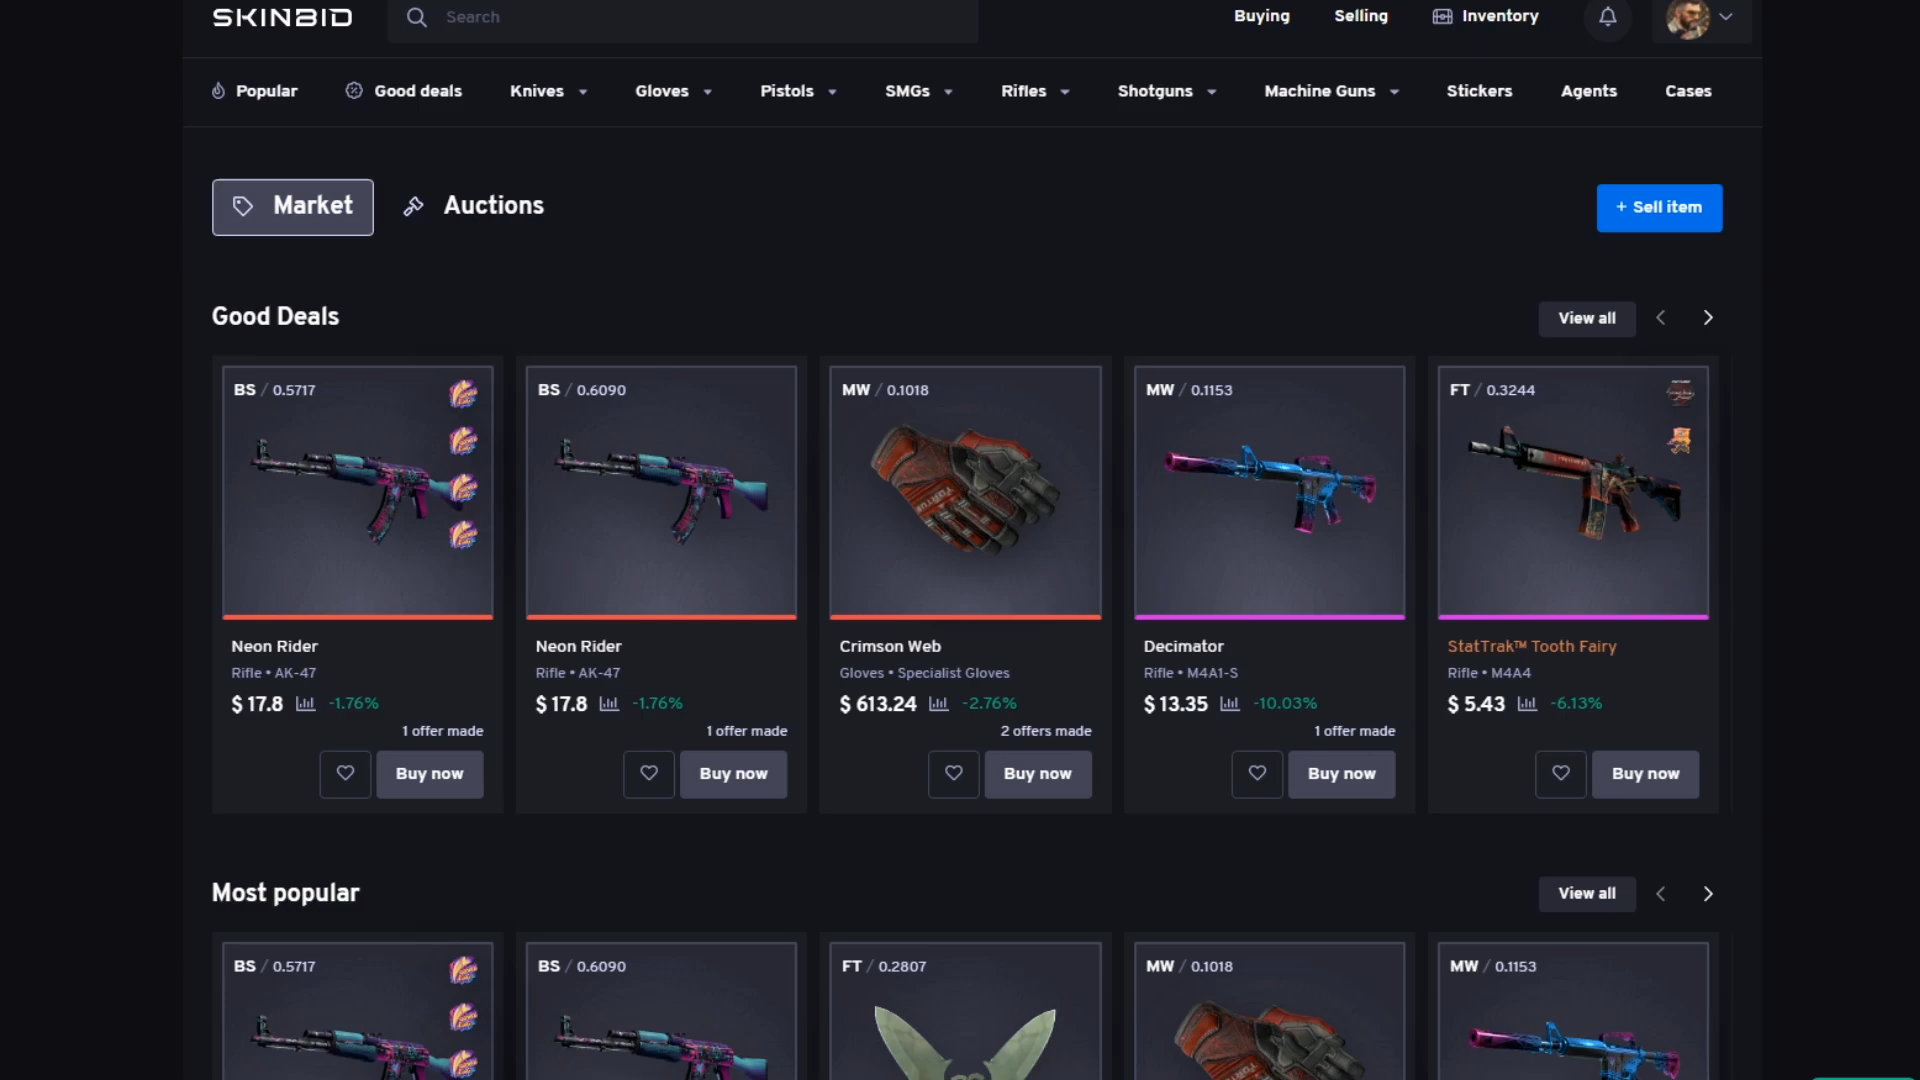 SKINBID
Search
Buying
Selling
Inventory
Popular
Good deals
Knives
Gloves
Pistols
SMGs
Rifles
Shotguns
Machine Guns
Stickers
Agents
Cases
Market
Auctions
+ Sell item
Good Deals
View all
BS / 0.5717
Neon Rider
Rifle • AK-47
$ 17.8 -1.76%
1 offer made
Buy now
BS / 0.6090
Neon Rider
Rifle • AK-47
$ 17.8 -1.76%
1 offer made
Buy now
MW / 0.1018
Crimson Web
Gloves • Specialist Gloves
$ 613.24 -2.76%
2 offers made
Buy now
MW / 0.1153
Decimator
Rifle • M4A1-S
$ 13.35 -10.03%
1 offer made
Buy now
FT / 0.3244
StatTrak™ Tooth Fairy
Rifle • M4A4
$ 5.43 -6.13%
Buy now
Most popular
View all
BS / 0.5717
BS / 0.6090
FT / 0.2807
MW / 0.1018
MW / 0.1153